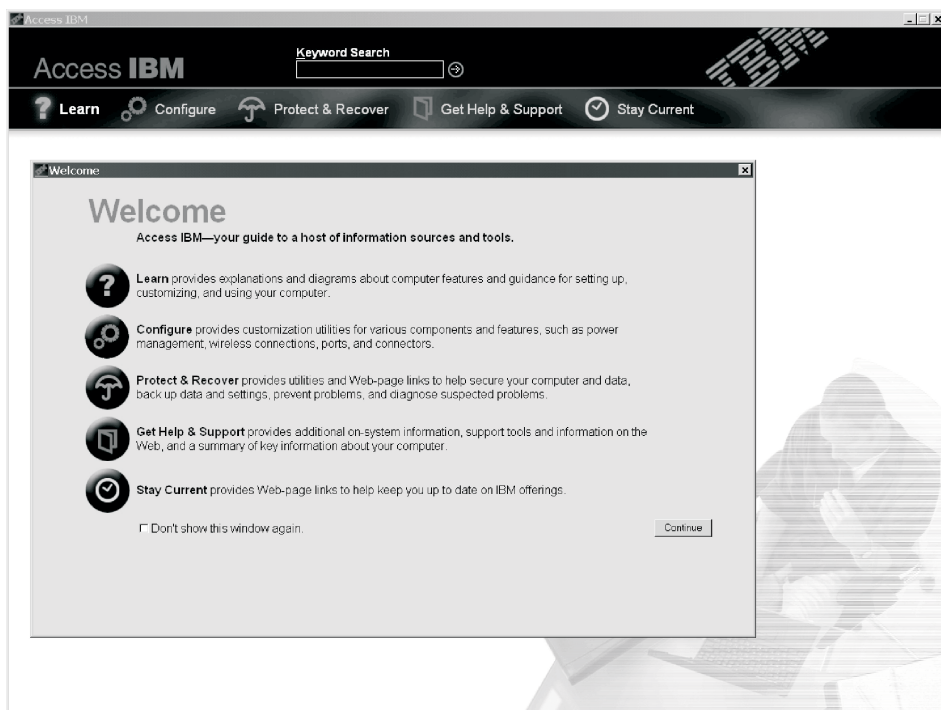 Access IBM
Keyword Search
Access IBM
IBM
Learn Configure Protect & Recover Get Help & Support Stay Current
Welcome
Welcome
Access IBM—your guide to a host of information sources and tools.
Learn provides explanations and diagrams about computer features and guidance for setting up,
customizing, and using your computer.
Configure provides customization utilities for various components and features, such as power
management, wireless connections, ports, and connectors.
Protect & Recover provides utilities and Web-page links to help secure your computer and data,
back up data and settings, prevent problems, and diagnose suspected problems.
Get Help & Support provides additional on-system information, support tools and information on the
Web, and a summary of key information about your computer.
Stay Current provides Web-page links to help keep you up to date on IBM offerings.
Don't show this window again.
Continue